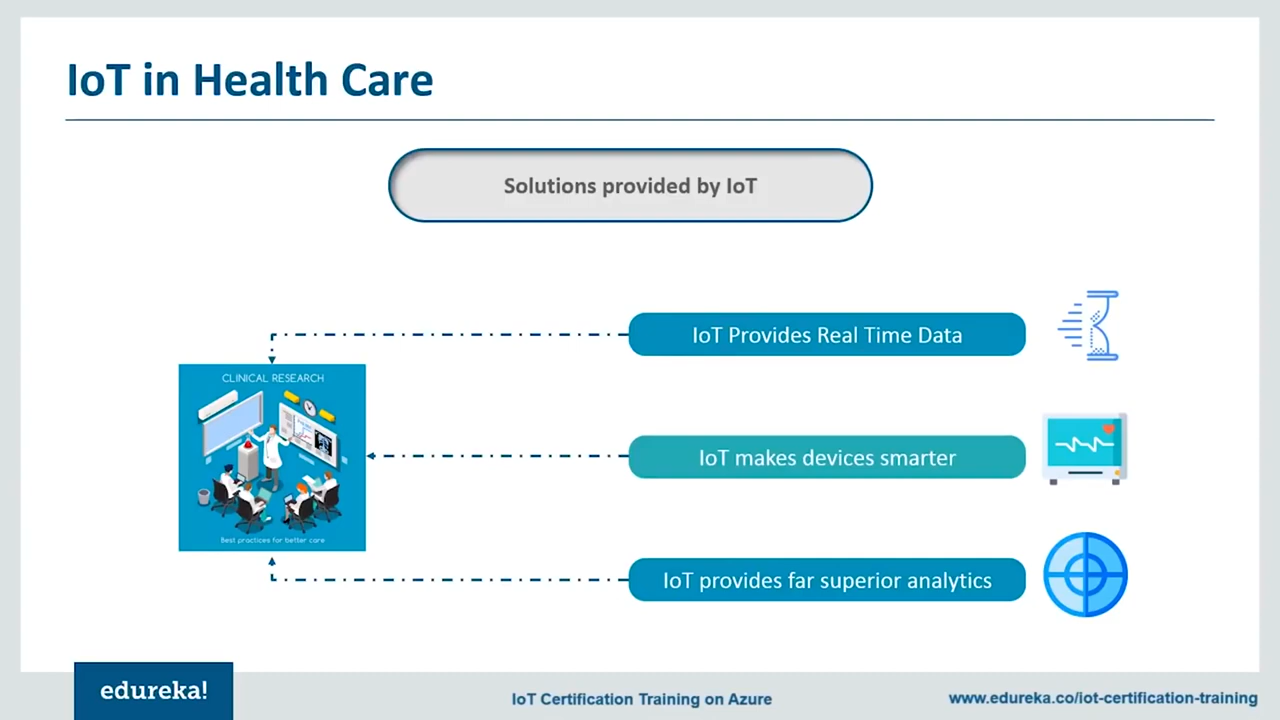 IoT in Health Care
Solutions provided by IoT
IoT Provides Real Time Data
CLINICAL RESEARCH
IoT makes devices smarter
Best practices for better care
IoT provides far superior analytics
edureka!
IoT Certification Training on Azure
www.edureka.co/iot-certification-training